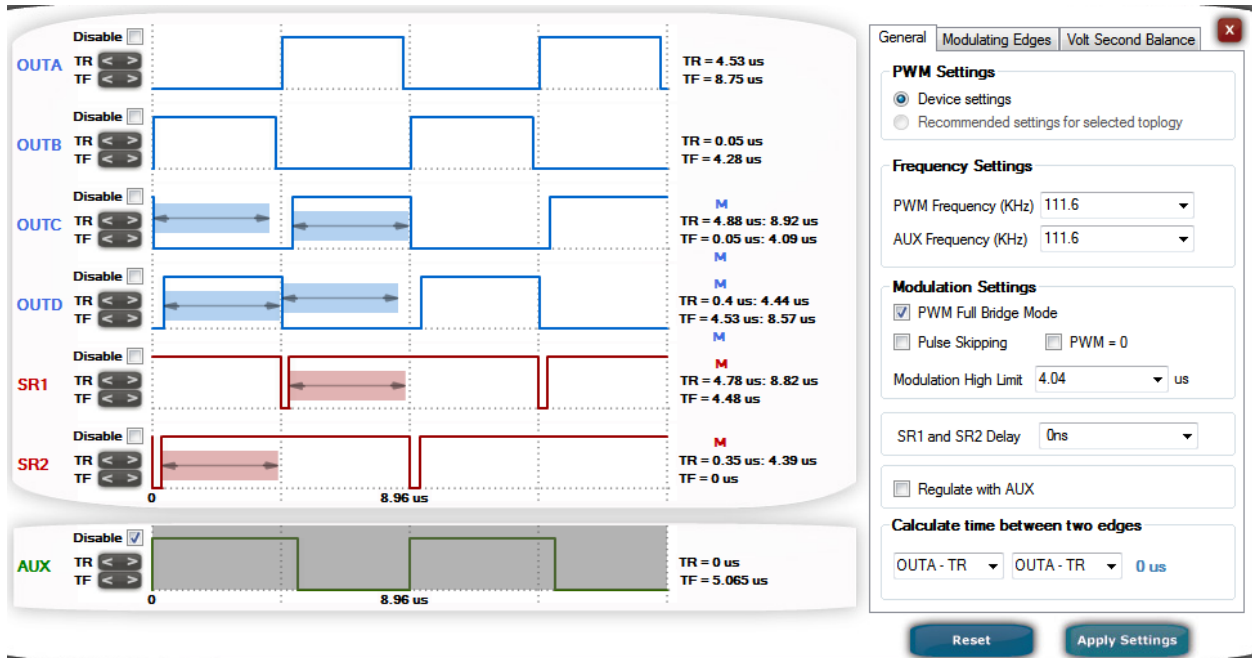 Disable
OUTA
TR < >
TF < >
TR = 4.53 us
TF = 8.75 us
Disable
OUTB
TR < >
TF < >
TR = 0.05 us
TF = 4.28 us
Disable
OUTC
TR < >
TF < >
M
TR = 4.88 us: 8.92 us
TF = 0.05 us: 4.09 us
M
Disable
OUTD
TR < >
TF < >
M
TR = 0.4 us: 4.44 us
TF = 4.53 us: 8.57 us
M
Disable
SR1
TR < >
TF < >
M
TR = 4.78 us: 8.82 us
TF = 4.48 us
Disable
SR2
TR < >
TF < >
M
TR = 0.35 us: 4.39 us
TF = 0 us
0
8.96 us
Disable
AUX
TR < >
TF < >
TR = 0 us
TF = 5.065 us
0
8.96 us
General Modulating Edges Volt Second Balance X
PWM Settings
Device settings
Recommended settings for selected toplogy
Frequency Settings
PWM Frequency (KHz) 111.6
AUX Frequency (KHz) 111.6
Modulation Settings
PWM Full Bridge Mode
Pulse Skipping PWM = 0
Modulation High Limit 4.04 us
SR1 and SR2 Delay 0ns
Regulate with AUX
Calculate time between two edges
OUTA - TR OUTA - TR 0 us
Reset Apply Settings